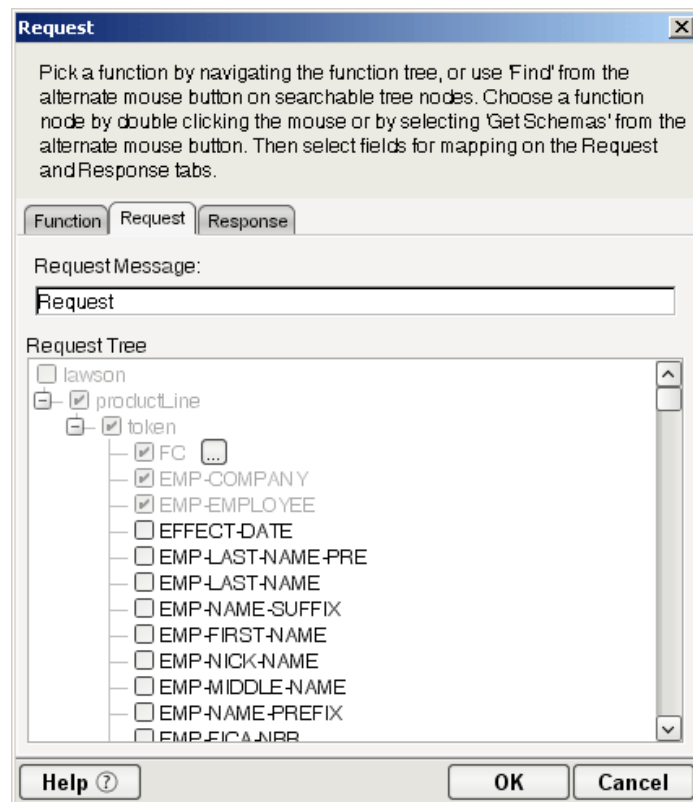 Request
Pick a function by navigating the function tree, or use 'Find' from the
alternate mouse button on searchable tree nodes. Choose a function
node by double clicking the mouse or by selecting 'Get Schemas' from the
alternate mouse button. Then select fields for mapping on the Request
and Response tabs.
Function Request Response
Request Message:
Request
Request Tree
lawson
productLine
token
FC ...
EMP-COMPANY
EMP-EMPLOYEE
EFFECT-DATE
EMP-LAST-NAME-PRE
EMP-LAST-NAME
EMP-NAME-SUFFIX
EMP-FIRST-NAME
EMP-NICK-NAME
EMP-MIDDLE-NAME
EMP-NAME-PREFIX
EMP-FICA-NBR
Help ? OK Cancel